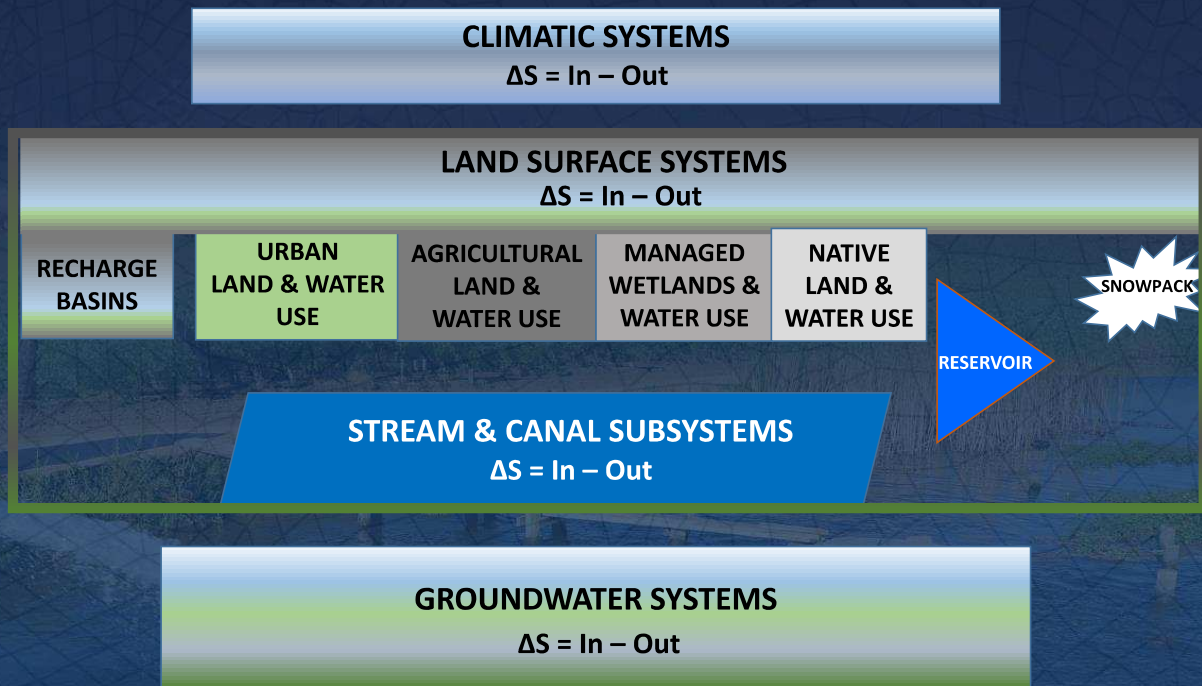 CLIMATIC SYSTEMS
ΔS = In – Out
LAND SURFACE SYSTEMS
ΔS = In – Out
RECHARGE
BASINS
URBAN
LAND & WATER
USE
AGRICULTURAL
LAND &
WATER USE
MANAGED
WETLANDS &
WATER USE
NATIVE
LAND &
WATER USE
RESERVOIR
SNOWPACK
STREAM & CANAL SUBSYSTEMS
ΔS = In – Out
GROUNDWATER SYSTEMS
ΔS = In – Out